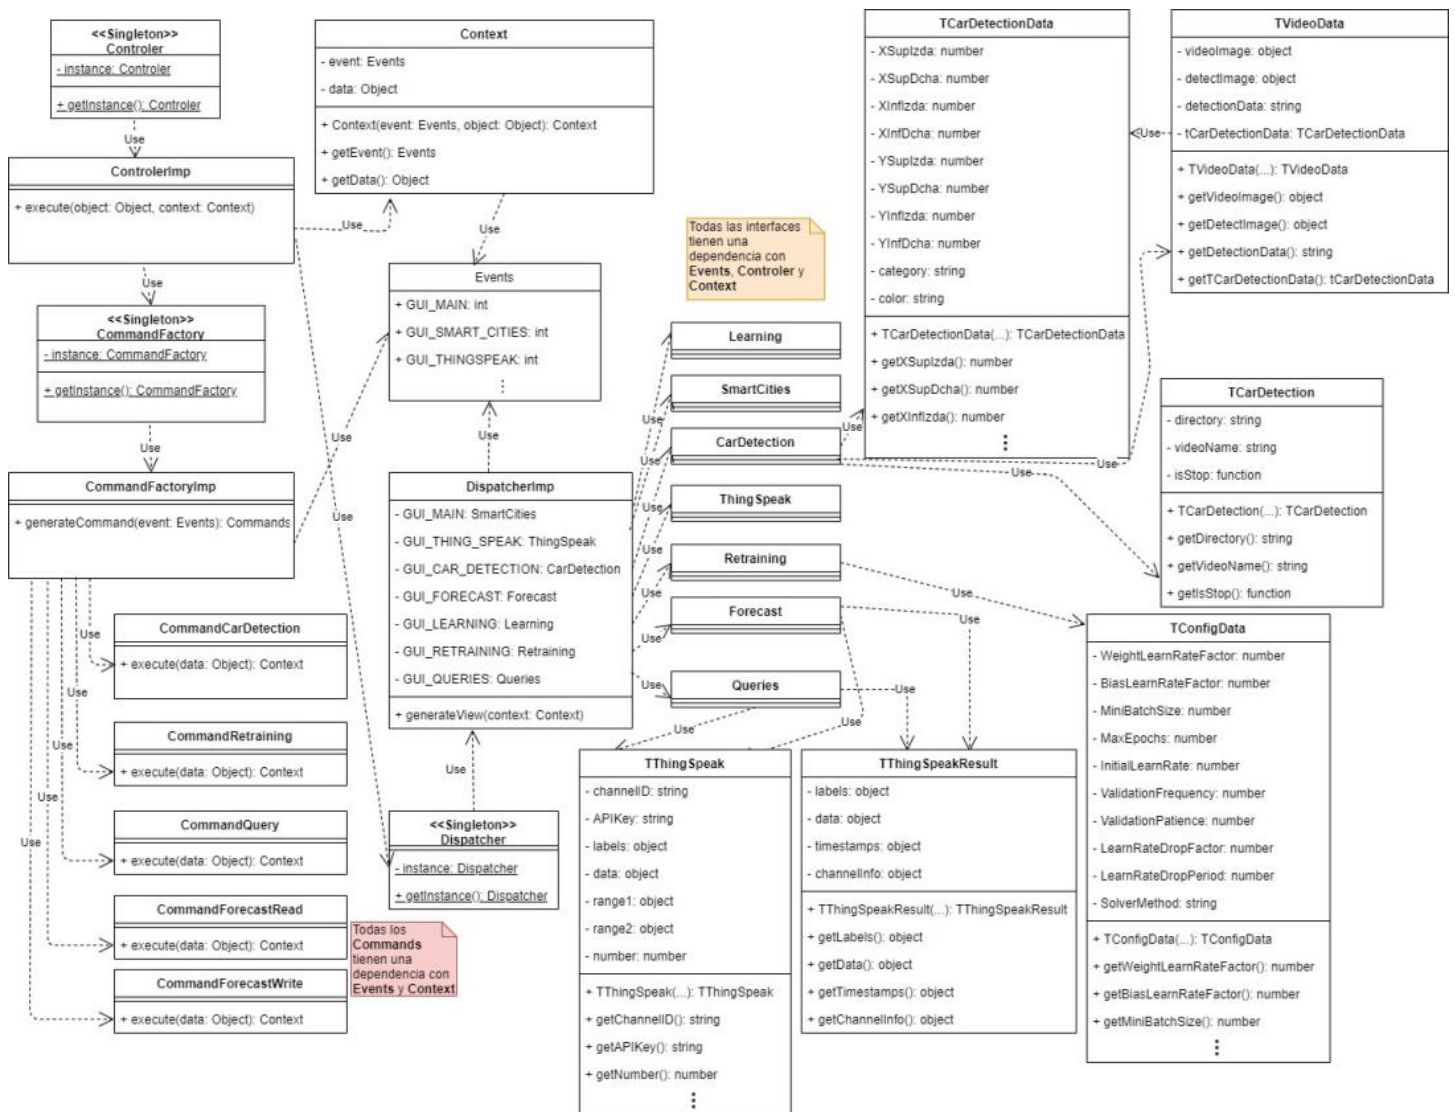 <<Singleton>>
Controler
- instance: Controler
+ getInstance(): Controler
Use
ControlerImp
+ execute(object: Object, context: Context)
Use
Use
Use
<<Singleton>>
CommandFactory
- instance: CommandFactory
+ getInstance(): CommandFactory
Use
CommandFactoryImp
+ generateCommand(event: Events): Commands
Use
Use
Use
Use
Use
Use
CommandCarDetection
+ execute(data: Object): Context
CommandRetraining
+ execute(data: Object): Context
CommandQuery
+ execute(data: Object): Context
CommandForecastRead
+ execute(data: Object): Context
CommandForecastWrite
+ execute(data: Object): Context
Todas los
Commands
tienen una
dependencia con
Events y Context
Context
- event: Events
- data: Object
+ Context(event: Events, object: Object): Context
+ getEvent(): Events
+ getData(): Object
Use
Events
+ GUI_MAIN: int
+ GUI_SMART_CITIES: int
+ GUI_THINGSPEAK: int
Use
DispatcherImp
- GUI_MAIN: SmartCities
- GUI_THING_SPEAK: ThingSpeak
- GUI_CAR_DETECTION: CarDetection
- GUI_FORECAST: Forecast
- GUI_LEARNING: Learning
- GUI_RETRAINING: Retraining
- GUI_QUERIES: Queries
+ generateView(context: Context)
Use
<<Singleton>>
Dispatcher
- instance: Dispatcher
+ getInstance(): Dispatcher
Todas las interfaces
tienen una
dependencia con
Events, Controler y
Context
Use
Use
Use
Use
Use
Use
Use
Learning
SmartCities
CarDetection
ThingSpeak
Retraining
Forecast
Queries
Use
Use
Use
Use
Use
Use
Use
Use
TCarDetectionData
- XSupIzda: number
- XSupDcha: number
- XInfIzda: number
- XInfDcha: number
- YSupIzda: number
- YSupDcha: number
- YInfIzda: number
- YInfDcha: number
- category: string
- color: string
+ TCarDetectionData(...): TCarDetectionData
+ getXSupIzda(): number
+ getXSupDcha(): number
+ getXInfIzda(): number
Use
TVideoData
- videoImage: object
- detectImage: object
- detectionData: string
- tCarDetectionData: TCarDetectionData
+ TVideoData(...): TVideoData
+ getVideoImage(): object
+ getDetectImage(): object
+ getDetectionData(): string
+ getTCarDetectionData(): tCarDetectionData
TCarDetection
- directory: string
- videoName: string
- isStop: function
+ TCarDetection(...): TCarDetection
+ getDirectory(): string
+ getVideoName(): string
+ getIsStop(): function
TThingSpeak
- channelID: string
- APIKey: string
- labels: object
- data: object
- range1: object
- range2: object
- number: number
+ TThingSpeak(...): TThingSpeak
+ getChannelID(): string
+ getAPIKey(): string
+ getNumber(): number
TThingSpeakResult
- labels: object
- data: object
- timestamps: object
- channelInfo: object
+ TThingSpeakResult(...): TThingSpeakResult
+ getLabels(): object
+ getData(): object
+ getTimestamps(): object
+ getChannelInfo(): object
TConfigData
- WeightLearnRateFactor: number
- BiasLearnRateFactor: number
- MiniBatchSize: number
- MaxEpochs: number
- InitialLearnRate: number
- ValidationFrequency: number
- ValidationPatience: number
- LearnRateDropFactor: number
- LearnRateDropPeriod: number
- SolverMethod: string
+ TConfigData(...): TConfigData
+ getWeightLearnRateFactor(): number
+ getBiasLearnRateFactor(): number
+ getMiniBatchSize(): number